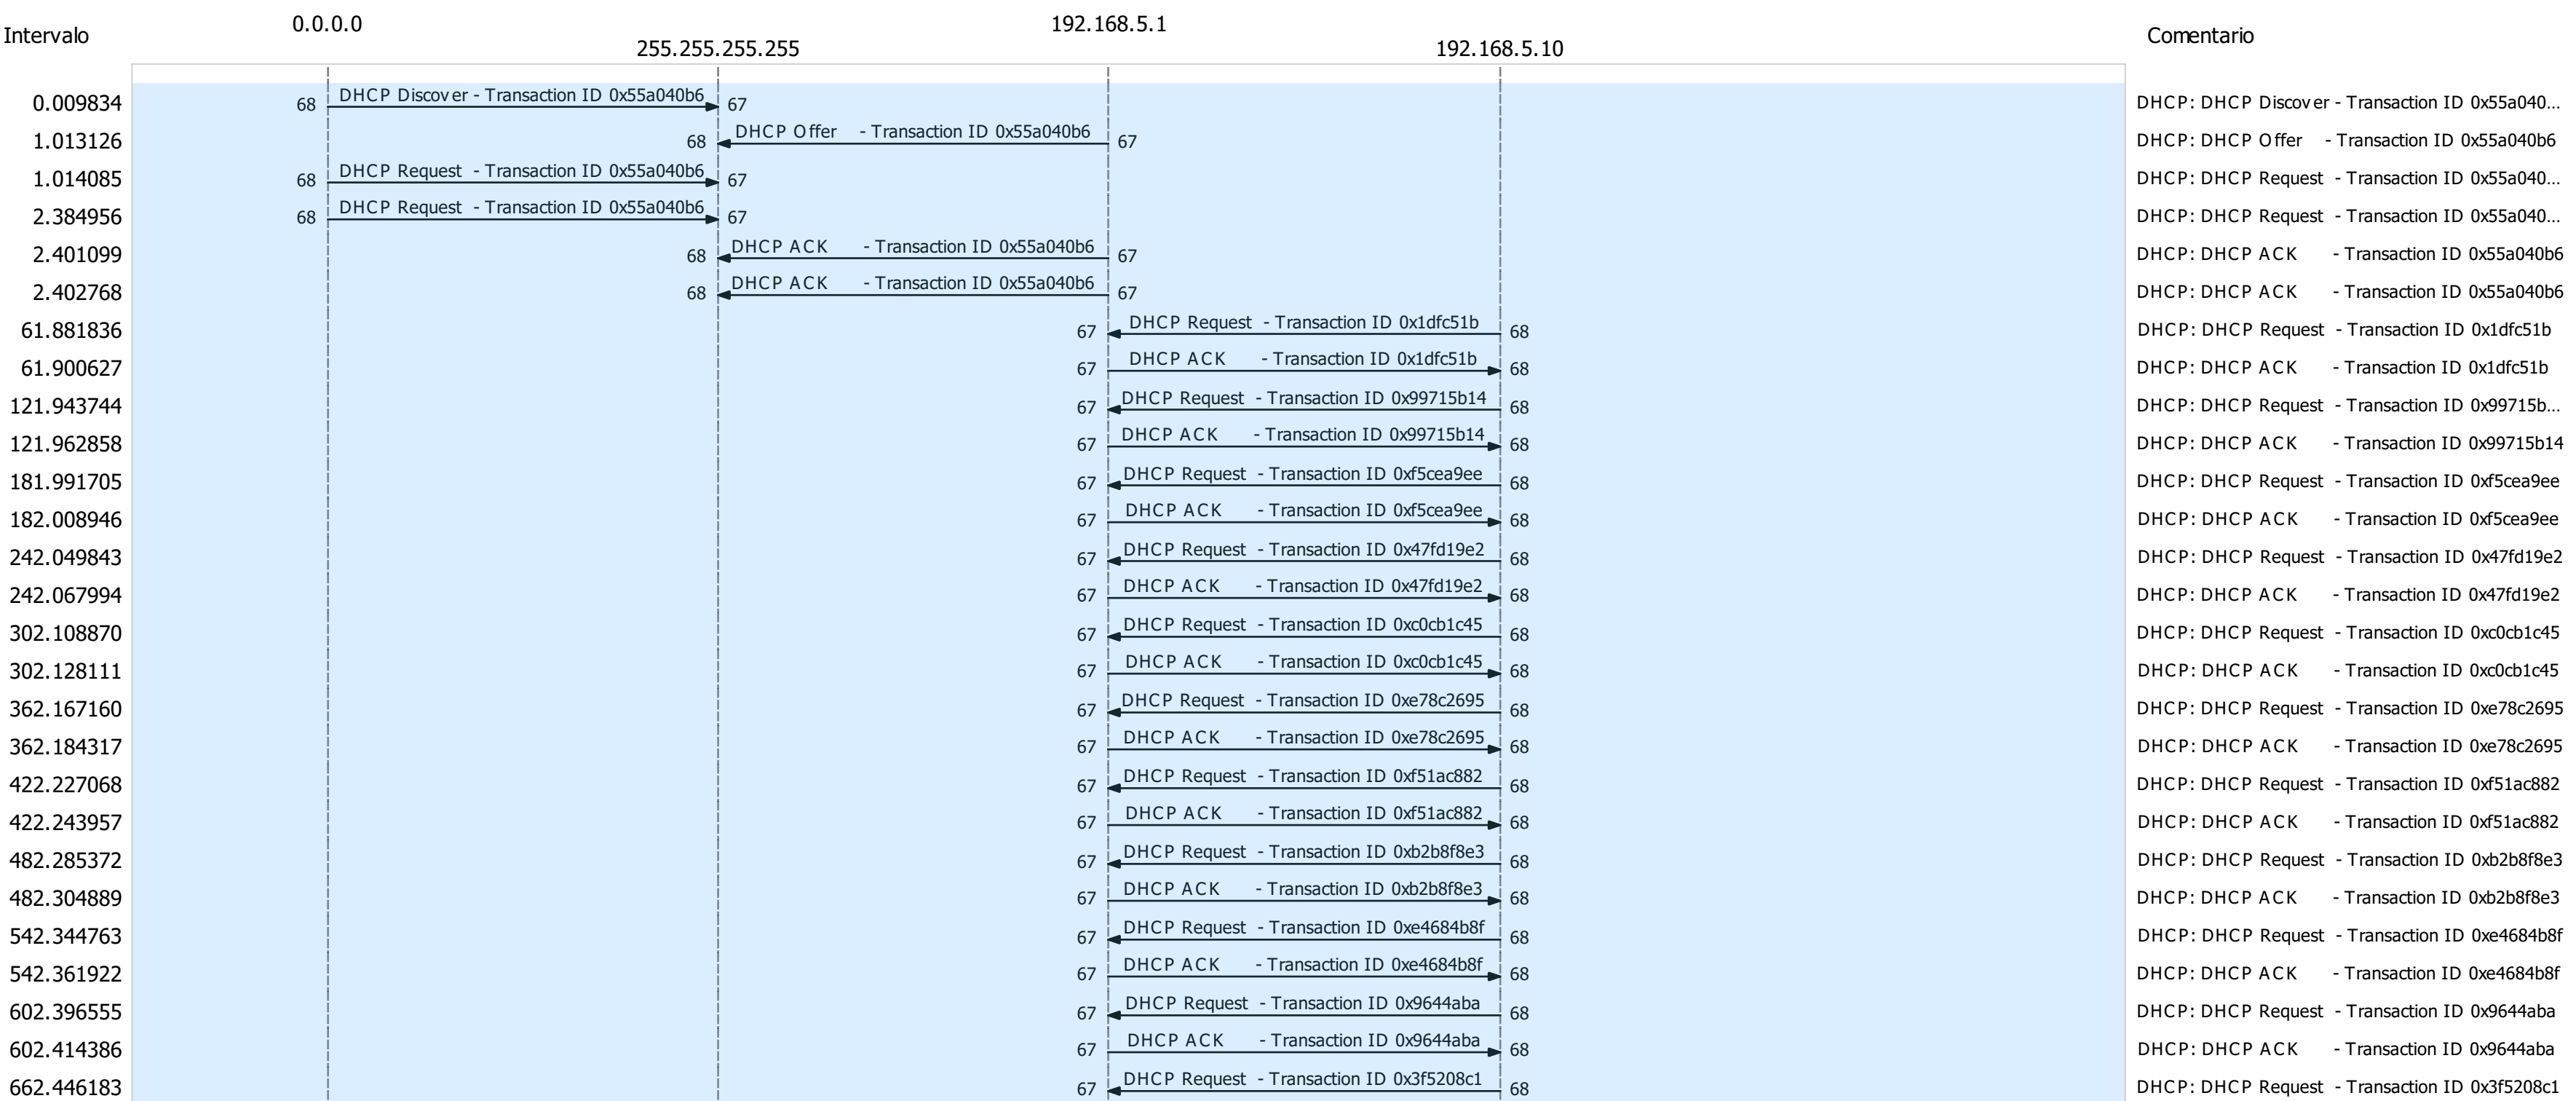 0.0.0.0 192.168.5.1
Intervalo 255.255.255.255 192.168.5.10 Comentario
0.009834 68 DHCP Discover - Transaction ID 0x55a040b6 67 DHCP: DHCP Discover - Transaction ID 0x55a040...
1.013126 68 DHCP Offer - Transaction ID 0x55a040b6 67 DHCP: DHCP Offer - Transaction ID 0x55a040b6
1.014085 68 DHCP Request - Transaction ID 0x55a040b6 67 DHCP: DHCP Request - Transaction ID 0x55a040...
2.384956 68 DHCP Request - Transaction ID 0x55a040b6 67 DHCP: DHCP Request - Transaction ID 0x55a040...
2.401099 68 DHCP ACK - Transaction ID 0x55a040b6 67 DHCP: DHCP ACK - Transaction ID 0x55a040b6
2.402768 68 DHCP ACK - Transaction ID 0x55a040b6 67 DHCP: DHCP ACK - Transaction ID 0x55a040b6
61.881836 67 DHCP Request - Transaction ID 0x1dfc51b 68 DHCP: DHCP Request - Transaction ID 0x1dfc51b
61.900627 67 DHCP ACK - Transaction ID 0x1dfc51b 68 DHCP: DHCP ACK - Transaction ID 0x1dfc51b
121.943744 67 DHCP Request - Transaction ID 0x99715b14 68 DHCP: DHCP Request - Transaction ID 0x99715b...
121.962858 67 DHCP ACK - Transaction ID 0x99715b14 68 DHCP: DHCP ACK - Transaction ID 0x99715b14
181.991705 67 DHCP Request - Transaction ID 0xf5cea9ee 68 DHCP: DHCP Request - Transaction ID 0xf5cea9ee
182.008946 67 DHCP ACK - Transaction ID 0xf5cea9ee 68 DHCP: DHCP ACK - Transaction ID 0xf5cea9ee
242.049843 67 DHCP Request - Transaction ID 0x47fd19e2 68 DHCP: DHCP Request - Transaction ID 0x47fd19e2
242.067994 67 DHCP ACK - Transaction ID 0x47fd19e2 68 DHCP: DHCP ACK - Transaction ID 0x47fd19e2
302.108870 67 DHCP Request - Transaction ID 0xc0cb1c45 68 DHCP: DHCP Request - Transaction ID 0xc0cb1c45
302.128111 67 DHCP ACK - Transaction ID 0xc0cb1c45 68 DHCP: DHCP ACK - Transaction ID 0xc0cb1c45
362.167160 67 DHCP Request - Transaction ID 0xe78c2695 68 DHCP: DHCP Request - Transaction ID 0xe78c2695
362.184317 67 DHCP ACK - Transaction ID 0xe78c2695 68 DHCP: DHCP ACK - Transaction ID 0xe78c2695
422.227068 67 DHCP Request - Transaction ID 0xf51ac882 68 DHCP: DHCP Request - Transaction ID 0xf51ac882
422.243957 67 DHCP ACK - Transaction ID 0xf51ac882 68 DHCP: DHCP ACK - Transaction ID 0xf51ac882
482.285372 67 DHCP Request - Transaction ID 0xb2b8f8e3 68 DHCP: DHCP Request - Transaction ID 0xb2b8f8e3
482.304889 67 DHCP ACK - Transaction ID 0xb2b8f8e3 68 DHCP: DHCP ACK - Transaction ID 0xb2b8f8e3
542.344763 67 DHCP Request - Transaction ID 0xe4684b8f 68 DHCP: DHCP Request - Transaction ID 0xe4684b8f
542.361922 67 DHCP ACK - Transaction ID 0xe4684b8f 68 DHCP: DHCP ACK - Transaction ID 0xe4684b8f
602.396555 67 DHCP Request - Transaction ID 0x9644aba 68 DHCP: DHCP Request - Transaction ID 0x9644aba
602.414386 67 DHCP ACK - Transaction ID 0x9644aba 68 DHCP: DHCP ACK - Transaction ID 0x9644aba
662.446183 67 DHCP Request - Transaction ID 0x3f5208c1 68 DHCP: DHCP Request - Transaction ID 0x3f5208c1